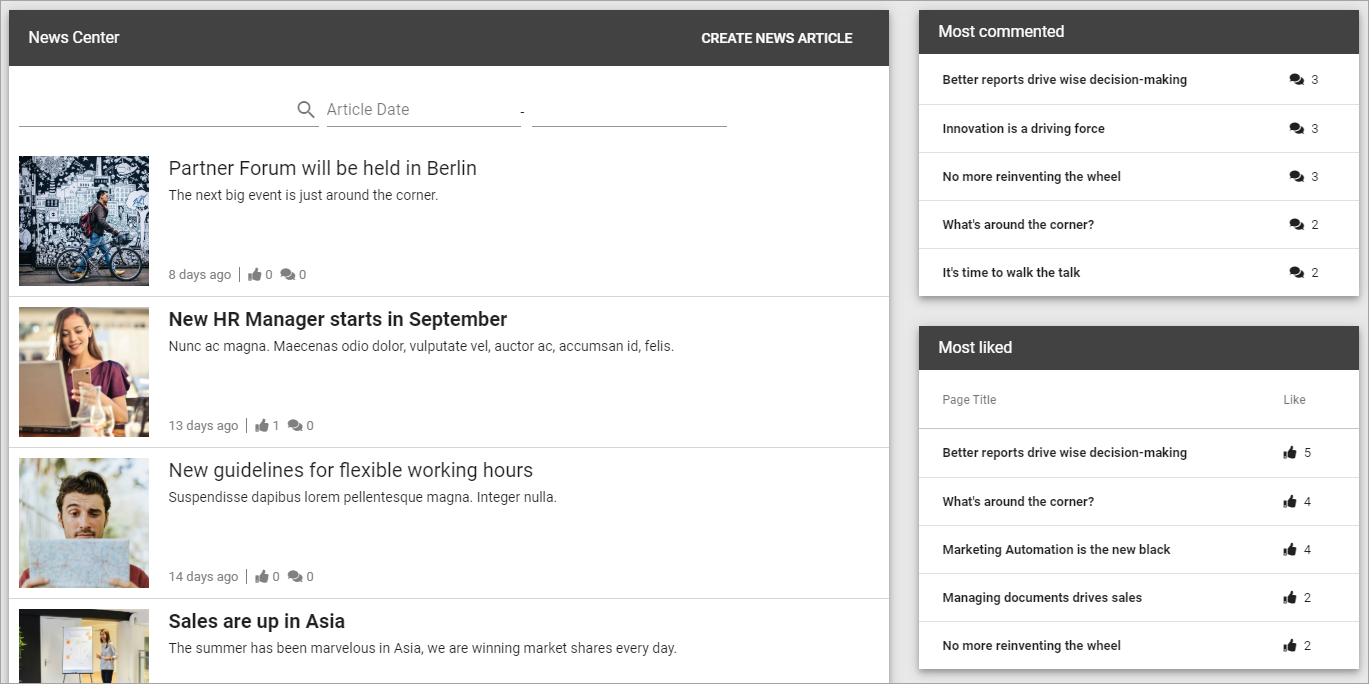 News Center
CREATE NEWS ARTICLE
Article Date
-
Partner Forum will be held in Berlin
The next big event is just around the corner.
8 days ago | 0 0
New HR Manager starts in September
Nunc ac magna. Maecenas odio dolor, vulputate vel, auctor ac, accumsan id, felis.
13 days ago | 1 0
New guidelines for flexible working hours
Suspendisse dapibus lorem pellentesque magna. Integer nulla.
14 days ago | 0 0
Sales are up in Asia
The summer has been marvelous in Asia, we are winning market shares every day.
Most commented
Better reports drive wise decision-making 3
Innovation is a driving force 3
No more reinventing the wheel 3
What's around the corner? 2
It's time to walk the talk 2
Most liked
Page Title Like
Better reports drive wise decision-making 5
What's around the corner? 4
Marketing Automation is the new black 4
Managing documents drives sales 2
No more reinventing the wheel 2